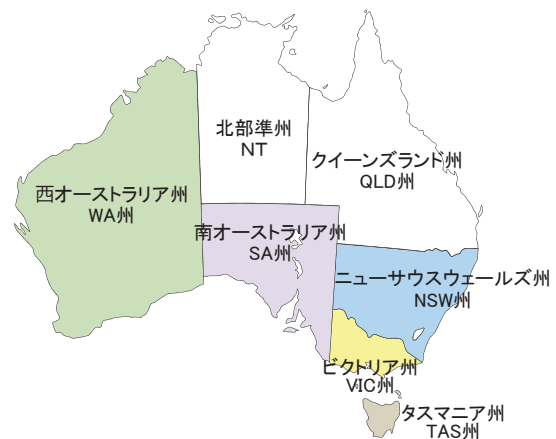 北部準州
NT
クイーンズランド州
QLD州
西オーストラリア州
WA州
南オーストラリア州
SA州
ニューサウスウェールズ州
NSW州
ビクトリア州
VIC州
タスマニア州
TAS州